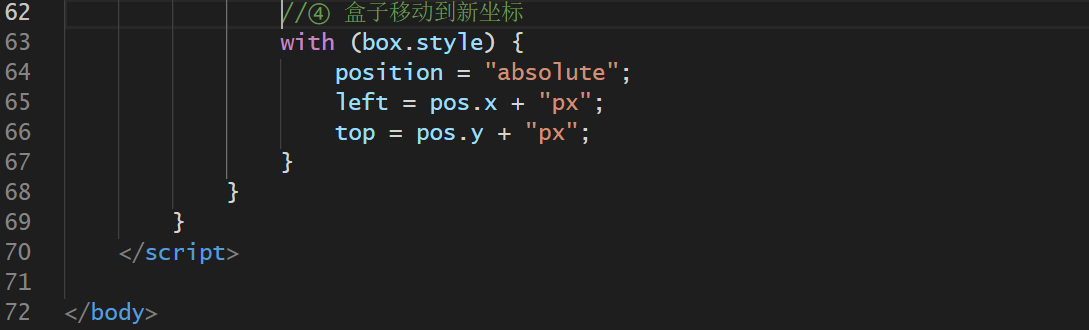 62 //④ 盒子移动到新坐标
63 with (box.style) {
64 position = "absolute";
65 left = pos.x + "px";
66 top = pos.y + "px";
67 }
68 }
69 }
70 </script>
71
72 </body>